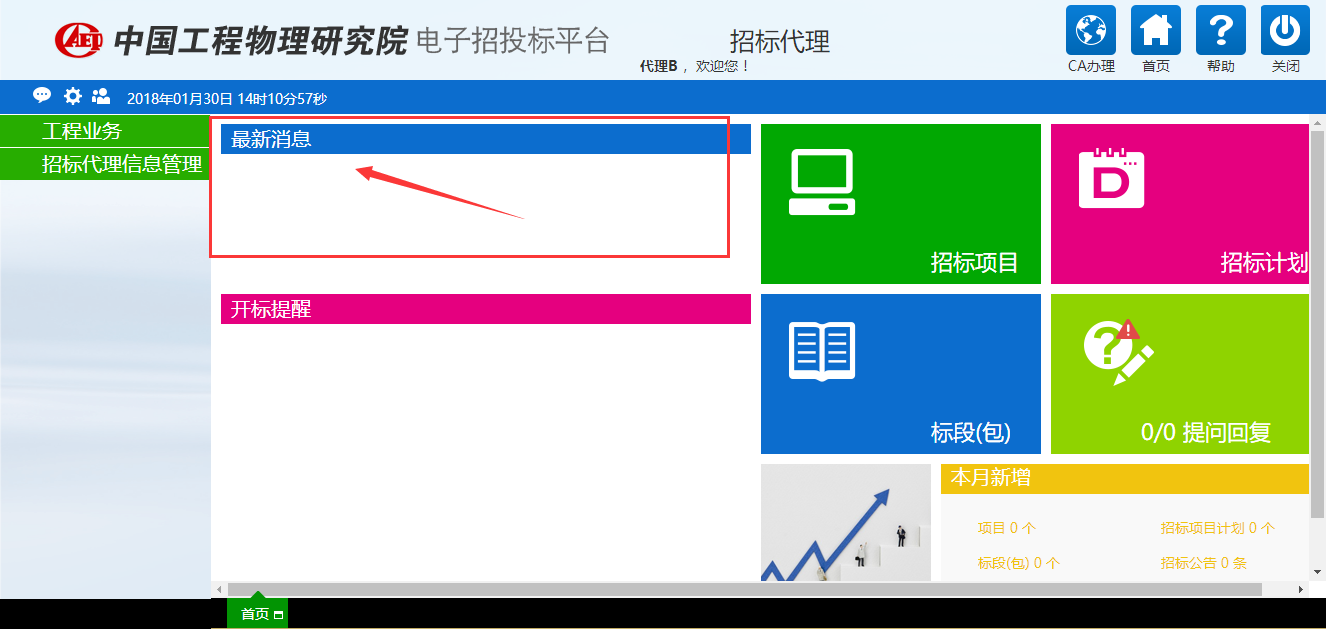 中国工程物理研究院 电子招投标平台
招标代理
代理B ，欢迎您！
CA办理 首页 帮助 关闭
2018年01月30日 14时10分57秒
工程业务
招标代理信息管理
最新消息
招标项目
招标计划
开标提醒
标段(包)
0/0 提问回复
本月新增
项目 0 个 招标项目计划 0 个
标段(包) 0 个 招标公告 0 条
首页